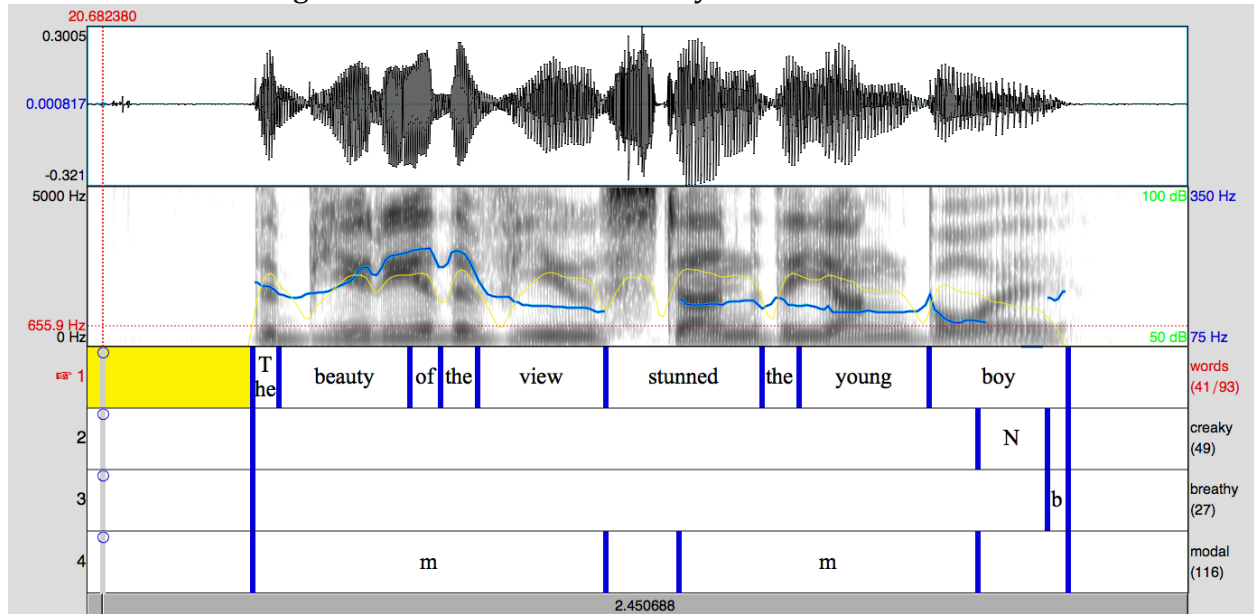 20.682380
0.3005
0.000817
-0.321
5000 Hz
100 dB 350 Hz
655.9 Hz
0 Hz
50 dB 75 Hz
1
T
he
beauty
of
the
view
stunned
the
young
boy
words
(41/93)
2
N
creaky
(49)
3
b
breathy
(27)
4
m
m
modal
(116)
2.450688